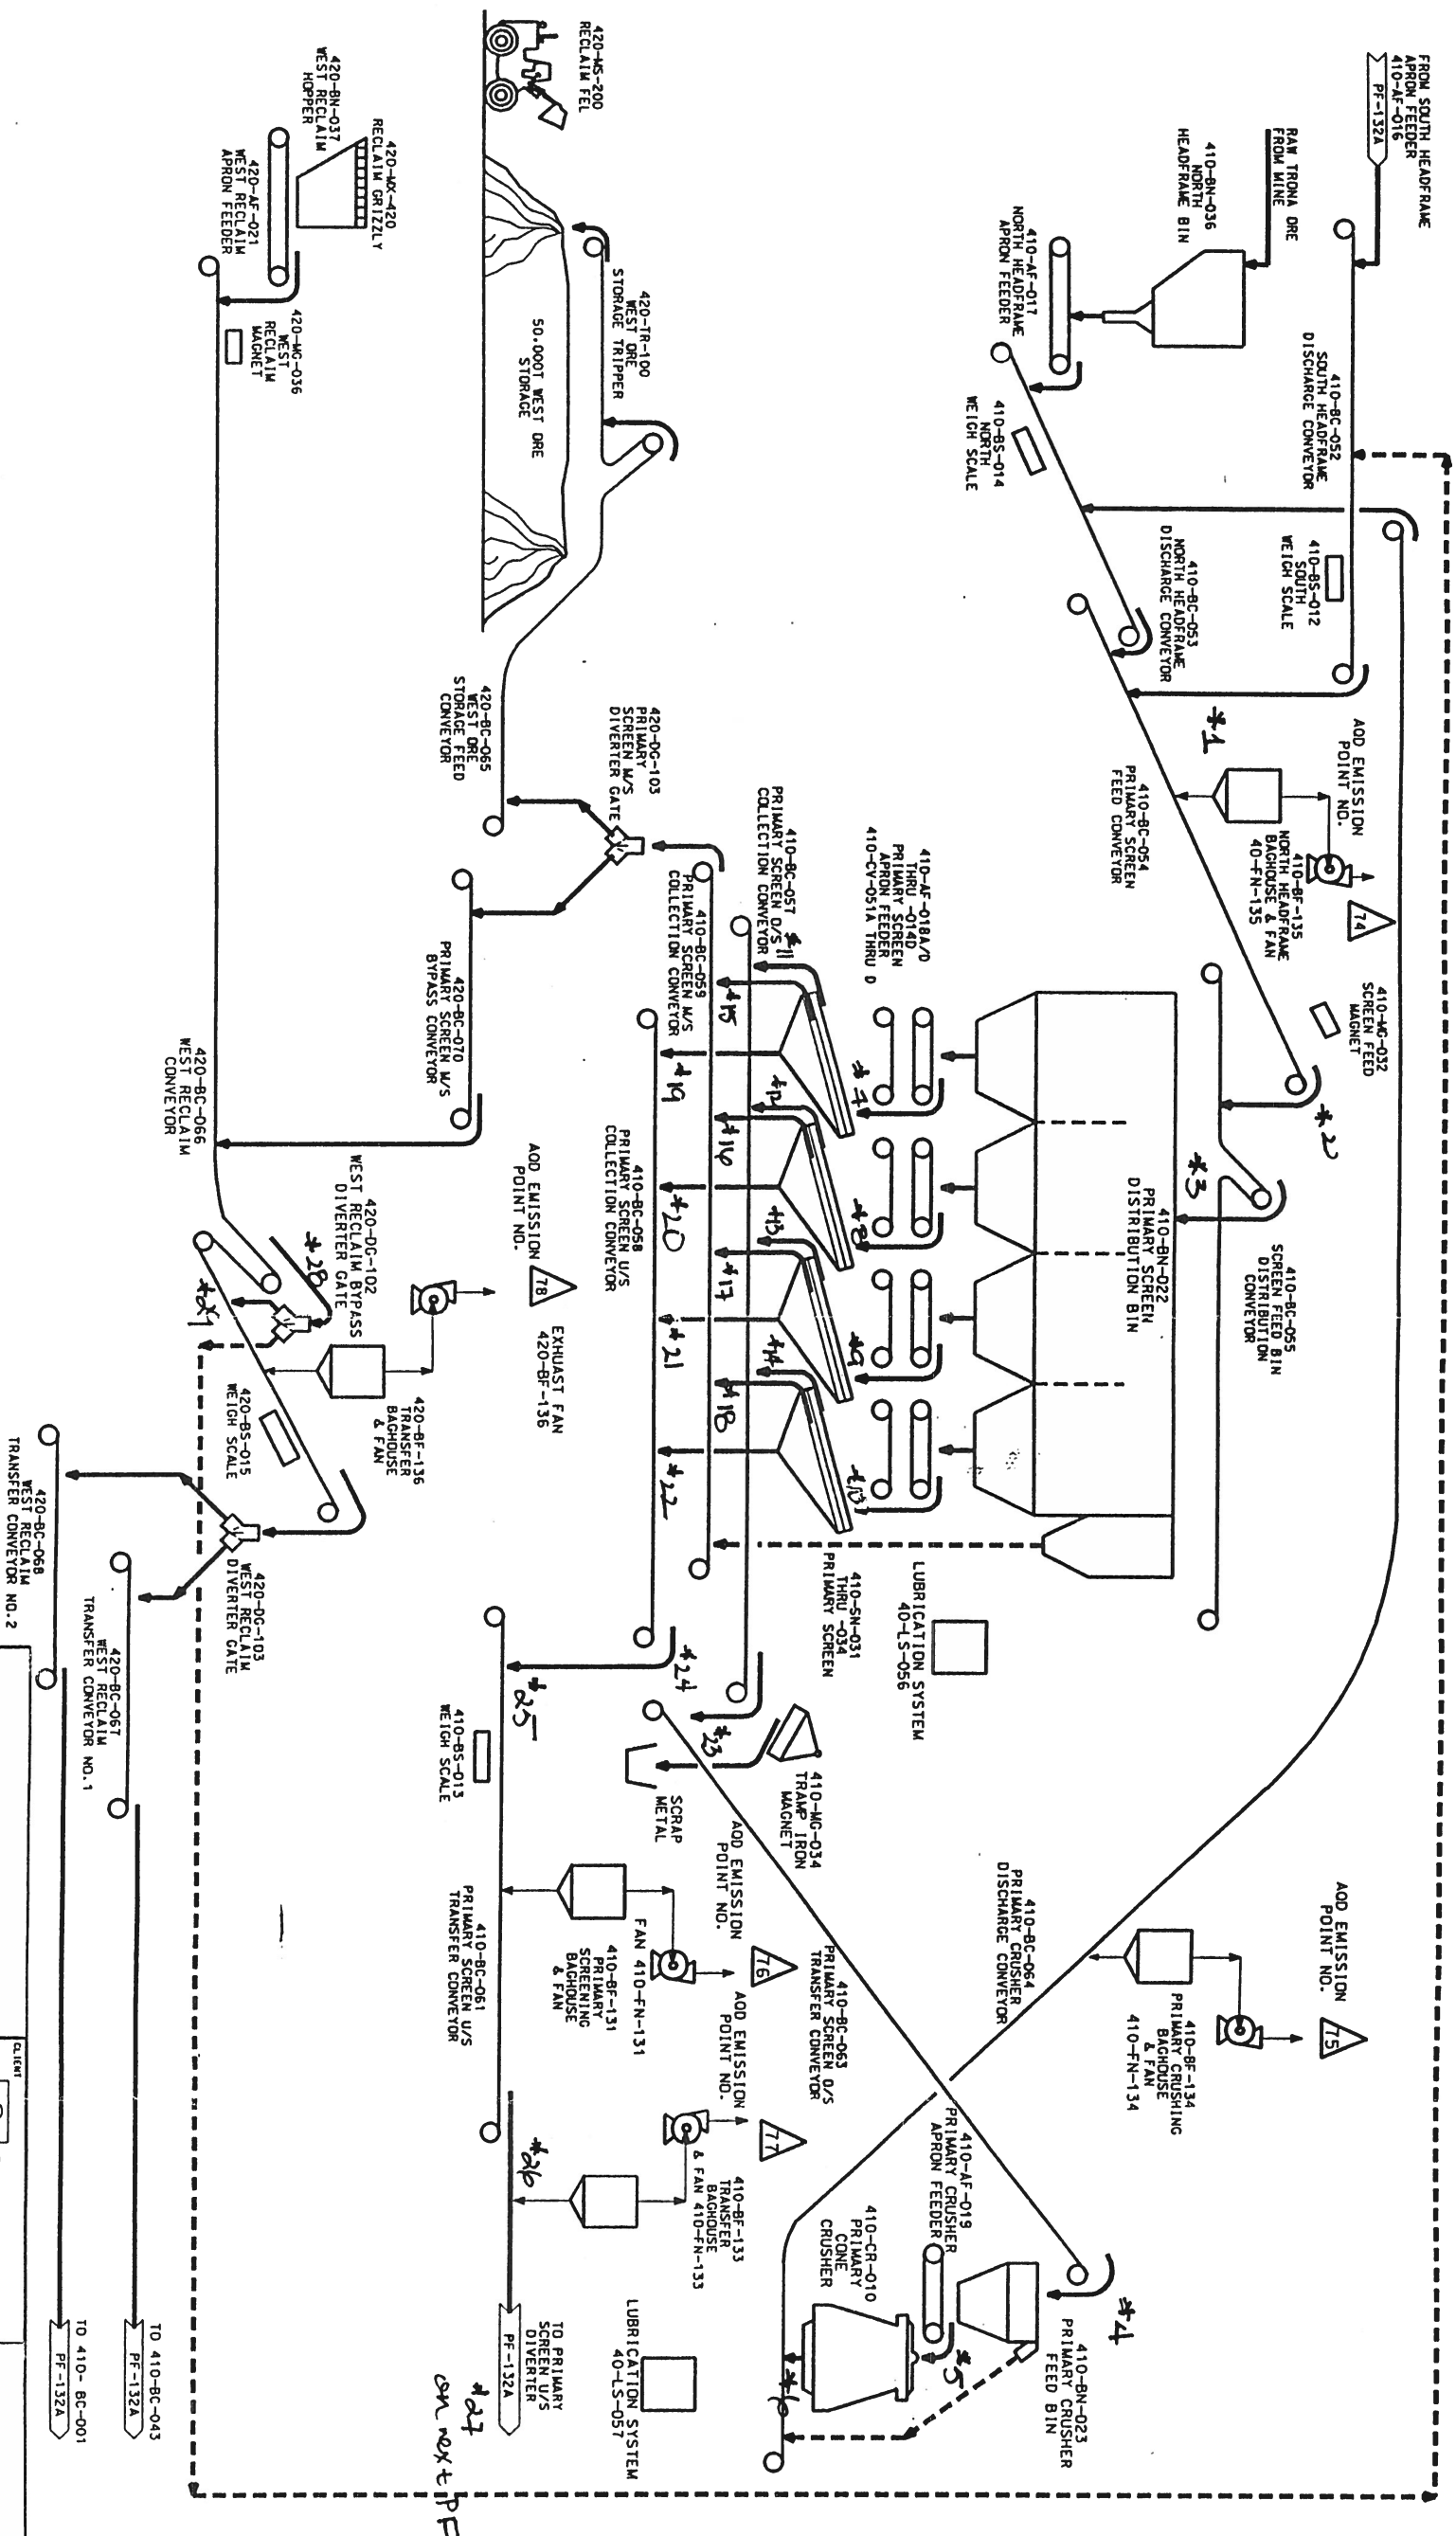 FROM SOUTH HEADFRAME
APRON FEEDER
410-AF-016
PF-132A
RAW TRONA ORE
FROM MINE
410-BN-036
NORTH
HEADFRAME BIN
410-AF-017
NORTH HEADFRAME
APRON FEEDER
410-BC-052
SOUTH HEADFRAME
DISCHARGE CONVEYOR
410-BS-012
SOUTH
WEIGH SCALE
410-BS-014
NORTH
WEIGH SCALE
410-BC-053
NORTH HEADFRAME
DISCHARGE CONVEYOR
*1
AQD EMISSION
POINT NO.
74
410-BF-135
NORTH HEADFRAME
BAGHOUSE & FAN
40-FN-135
410-BC-054
PRIMARY SCREEN
FEED CONVEYOR
410-MG-032
SCREEN FEED
MAGNET
*2
*3
410-BC-055
SCREEN FEED BIN
DISTRIBUTION
CONVEYOR
410-BN-022
PRIMARY SCREEN
DISTRIBUTION BIN
410-AF-018A/D
THRU -014D
PRIMARY SCREEN
APRON FEEDER
410-CV-051A THRU D
*7
*8
*9
410-BC-057
PRIMARY SCREEN O/S
COLLECTION CONVEYOR
*11
*12
*13
*14
*15
*16
*17
*18
410-BC-059
PRIMARY SCREEN M/S
COLLECTION CONVEYOR
*19
*20
*21
*22
410-BC-058
PRIMARY SCREEN U/S
COLLECTION CONVEYOR
410-SN-031
THRU -034
PRIMARY SCREEN
LUBRICATION SYSTEM
40-LS-056
*24
*23
*25
410-MG-034
TRAMP IRON
MAGNET
SCRAP
METAL
410-BS-013
WEIGH SCALE
AQD EMISSION
POINT NO.
76
FAN 410-FN-131
410-BF-131
PRIMARY
SCREENING
BAGHOUSE
& FAN
410-BC-061
PRIMARY SCREEN U/S
TRANSFER CONVEYOR
410-BC-063
PRIMARY SCREEN O/S
TRANSFER CONVEYOR
410-BC-064
PRIMARY CRUSHER
DISCHARGE CONVEYOR
AQD EMISSION
POINT NO.
75
410-BF-134
PRIMARY CRUSHING
BAGHOUSE
& FAN
410-FN-134
AQD EMISSION
POINT NO.
77
410-BF-133
TRANSFER
BAGHOUSE
& FAN 410-FN-133
*26
410-AF-019
PRIMARY CRUSHER
APRON FEEDER
410-CR-010
PRIMARY
CONE
CRUSHER
*4
*5
*6
410-BN-023
PRIMARY CRUSHER
FEED BIN
LUBRICATION SYSTEM
40-LS-057
TO PRIMARY
SCREEN U/S
DIVERTER
PF-132A
*27
on next PF
420-MS-200
RECLAIM FEL
420-TR-100
WEST ORE
STORAGE TRIPPER
50.000T WEST ORE
STORAGE
420-BC-065
WEST ORE
STORAGE FEED
CONVEYOR
420-DG-103
PRIMARY
SCREEN M/S
DIVERTER GATE
420-BC-070
PRIMARY SCREEN M/S
BYPASS CONVEYOR
420-MX-420
RECLAIM GRIZZLY
420-BN-037
WEST RECLAIM
HOPPER
420-AF-021
WEST RECLAIM
APRON FEEDER
420-MG-036
WEST
RECLAIM
MAGNET
420-BC-066
WEST RECLAIM
CONVEYOR
420-DG-102
WEST RECLAIM BYPASS
DIVERTER GATE
*28
AQD EMISSION
POINT NO.
78
EXHUAST FAN
420-BF-136
420-BF-136
TRANSFER
BAGHOUSE
& FAN
420-BS-015
WEIGH SCALE
420-DG-103
WEST RECLAIM
DIVERTER GATE
420-BC-067
WEST RECLAIM
TRANSFER CONVEYOR NO.1
420-BC-068
WEST RECLAIM
TRANSFER CONVEYOR NO.2
TO 410-BC-043
PF-132A
TO 410- BC-001
PF-132A
CLIENT